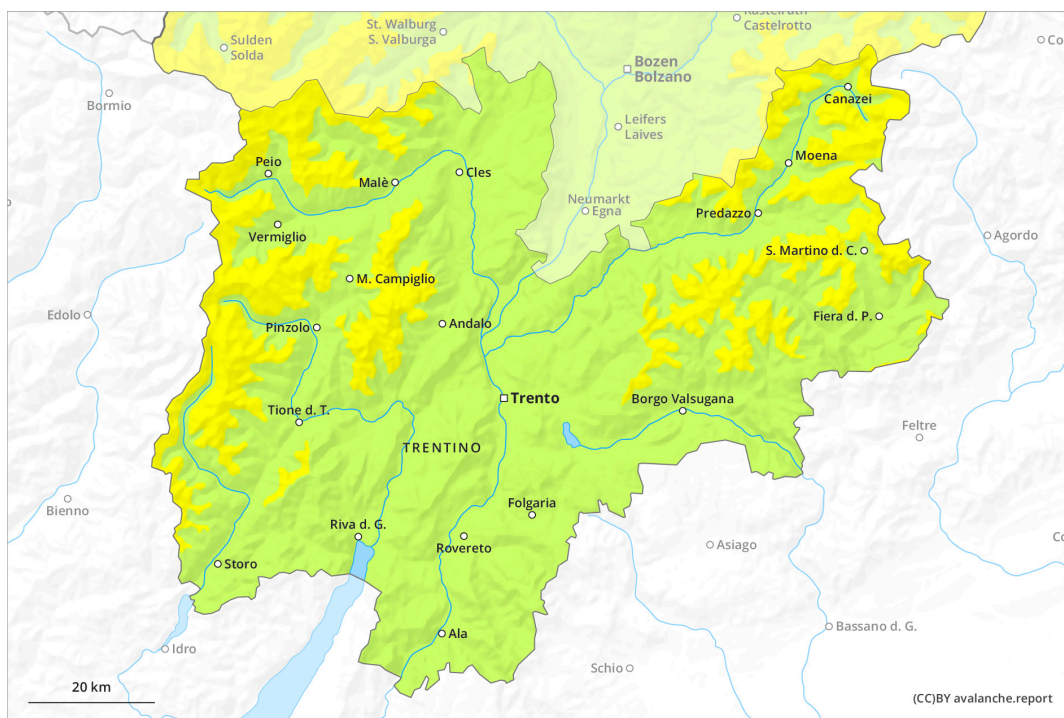 St. Walburg
S. Valburga
Kastelruth
Castelrotto
Sulden
Solda
Bozen
Bolzano
Bormio
Canazei
Leifers
Laives
Moena
Peio
Malè
Cles
Neumarkt
Egna
Predazzo
Vermiglio
S. Martino d. C.
Agordo
M. Campiglio
Edolo
Pinzolo
Andalo
Fiera d. P.
Trento
Borgo Valsugana
Tione d. T.
Feltre
TRENTINO
Bienno
Folgaria
Riva d. G.
Rovereto
Asiago
Storo
Ala
Bassano d. G.
Idro
Schio
20 km
(CC)BY avalanche.report